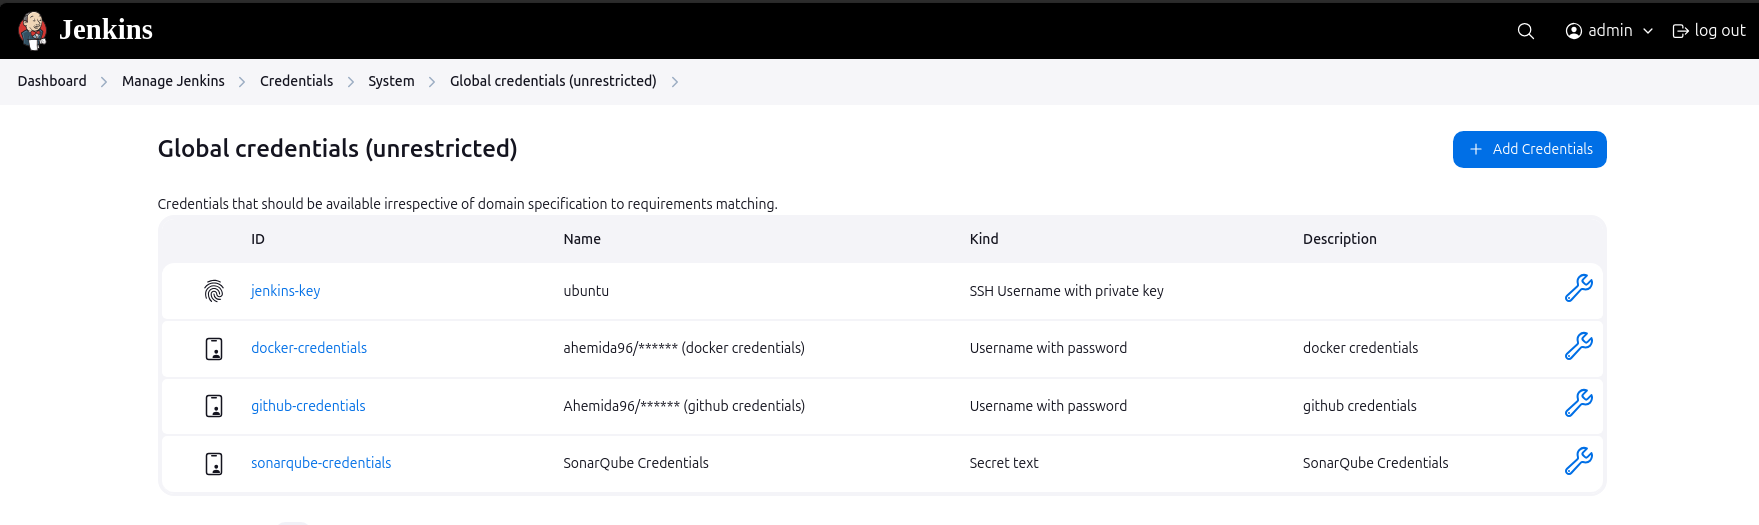 Jenkins
admin
log out
Dashboard Manage Jenkins Credentials System Global credentials (unrestricted)
Global credentials (unrestricted)
Add Credentials
Credentials that should be available irrespective of domain specification to requirements matching.
ID Name Kind Description
jenkins-key ubuntu SSH Username with private key
docker-credentials ahemida96/****** (docker credentials) Username with password docker credentials
github-credentials Ahemida96/****** (github credentials) Username with password github credentials
sonarqube-credentials SonarQube Credentials Secret text SonarQube Credentials